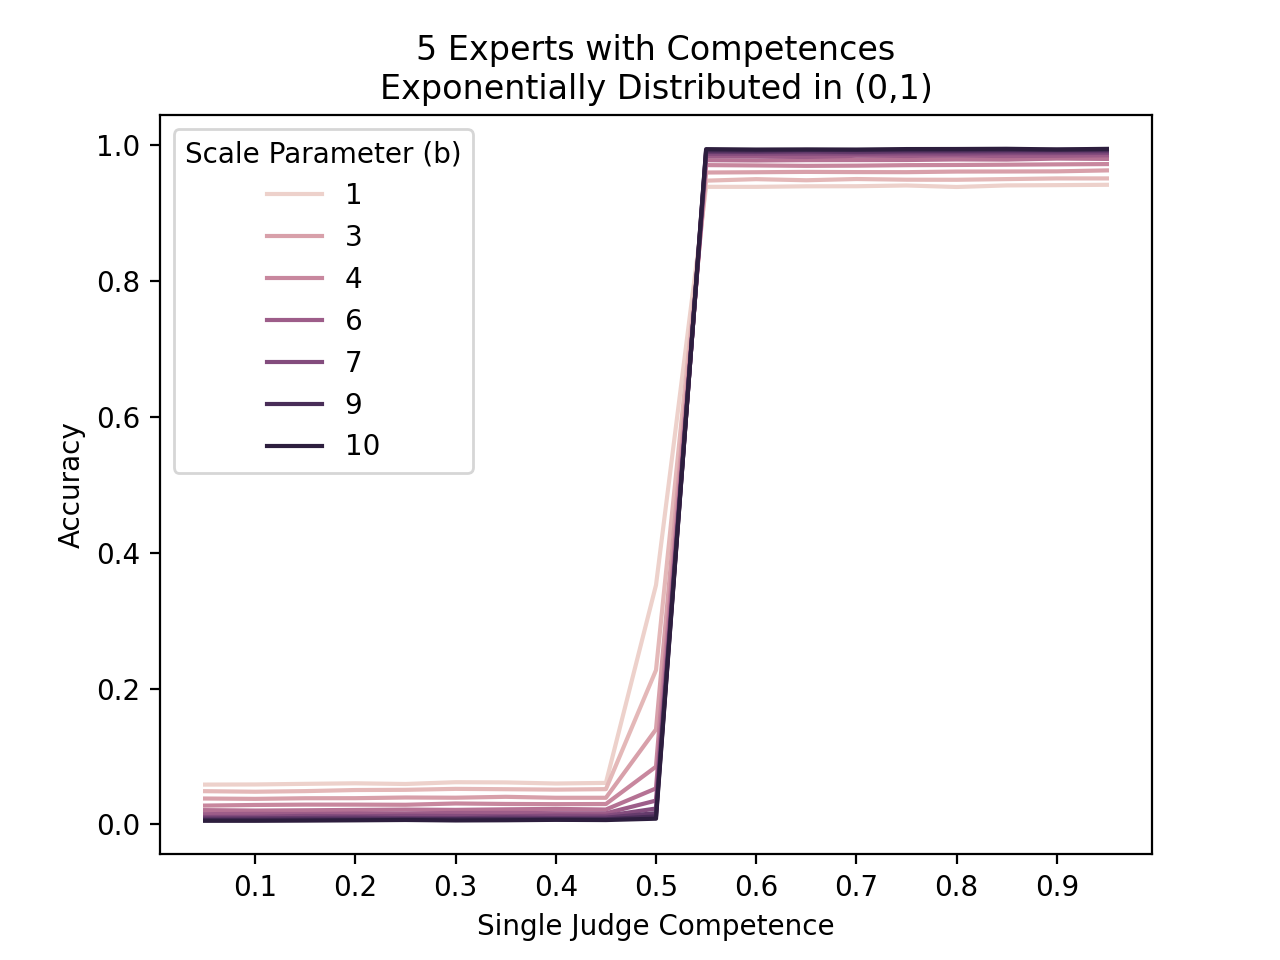 5 Experts with Competences
Exponentially Distributed in (0,1)
Scale Parameter (b)
1
3
4
6
7
9
10
Accuracy
1.0
0.8
0.6
0.4
0.2
0.0
0.1 0.2 0.3 0.4 0.5 0.6 0.7 0.8 0.9
Single Judge Competence